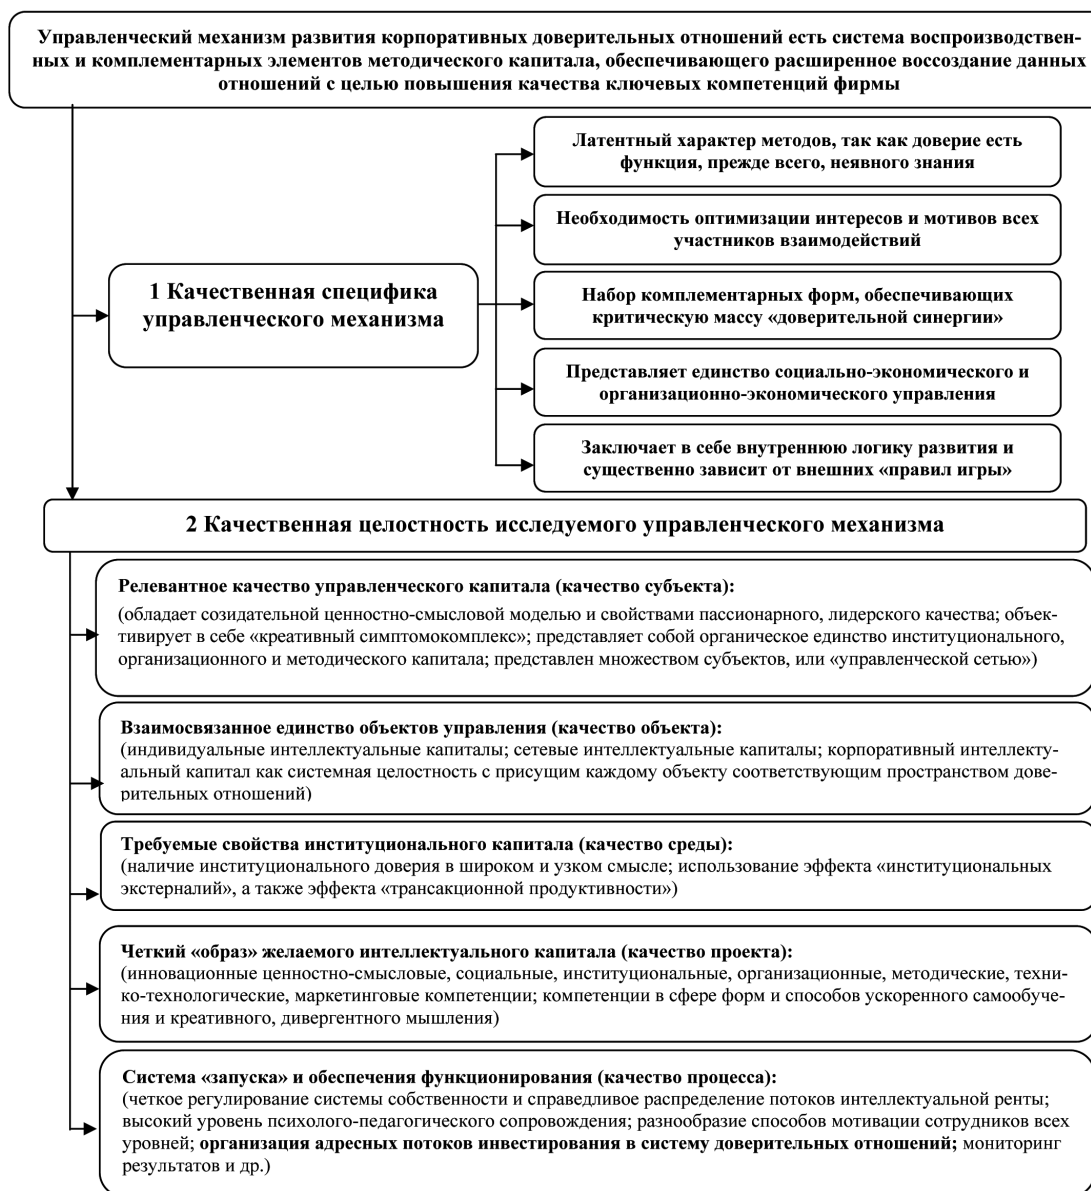 Управленческий механизм развития корпоративных доверительных отношений есть система воспроизводствен-
ных и комплементарных элементов методического капитала, обеспечивающего расширенное воссоздание данных
отношений с целью повышения качества ключевых компетенций фирмы
Латентный характер методов, так как доверие есть
функция, прежде всего, неявного знания
Необходимость оптимизации интересов и мотивов всех
участников взаимодействий
1 Качественная специфика
управленческого механизма
Набор комплементарных форм, обеспечивающих
критическую массу «доверительной синергии»
Представляет единство социально-экономического и
организационно-экономического управления
Заключает в себе внутреннюю логику развития и
существенно зависит от внешних «правил игры»
2 Качественная целостность исследуемого управленческого механизма
Релевантное качество управленческого капитала (качество субъекта):
(обладает созидательной ценностно-смысловой моделью и свойствами пассионарного, лидерского качества; объек-
тивирует в себе «креативный симптомокомплекс»; представляет собой органическое единство институционального,
организационного и методического капитала; представлен множеством субъектов, или «управленческой сетью»)
Взаимосвязанное единство объектов управления (качество объекта):
(индивидуальные интеллектуальные капиталы; сетевые интеллектуальные капиталы; корпоративный интеллекту-
альный капитал как системная целостность с присущим каждому объекту соответствующим пространством дове-
рительных отношений)
Требуемые свойства институционального капитала (качество среды):
(наличие институционального доверия в широком и узком смысле; использование эффекта «институциональных
экстерналий», а также эффекта «трансакционной продуктивности»)
Четкий «образ» желаемого интеллектуального капитала (качество проекта):
(инновационные ценностно-смысловые, социальные, институциональные, организационные, методические, техни-
ко-технологические, маркетинговые компетенции; компетенции в сфере форм и способов ускоренного самообуче-
ния и креативного, дивергентного мышления)
Система «запуска» и обеспечения функционирования (качество процесса):
(четкое регулирование системы собственности и справедливое распределение потоков интеллектуальной ренты;
высокий уровень психолого-педагогического сопровождения; разнообразие способов мотивации сотрудников всех
уровней; организация адресных потоков инвестирования в систему доверительных отношений; мониторинг
результатов и др.)